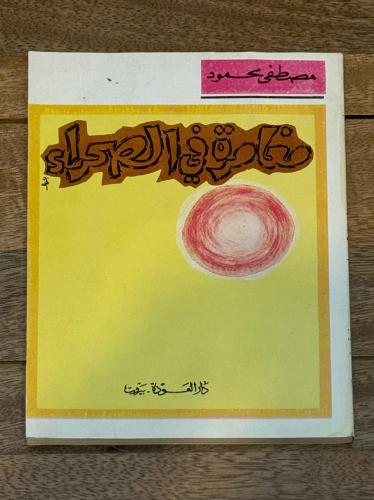 مصطفى محمود
مغامرة في الصحراء
دار العودة - بيروت